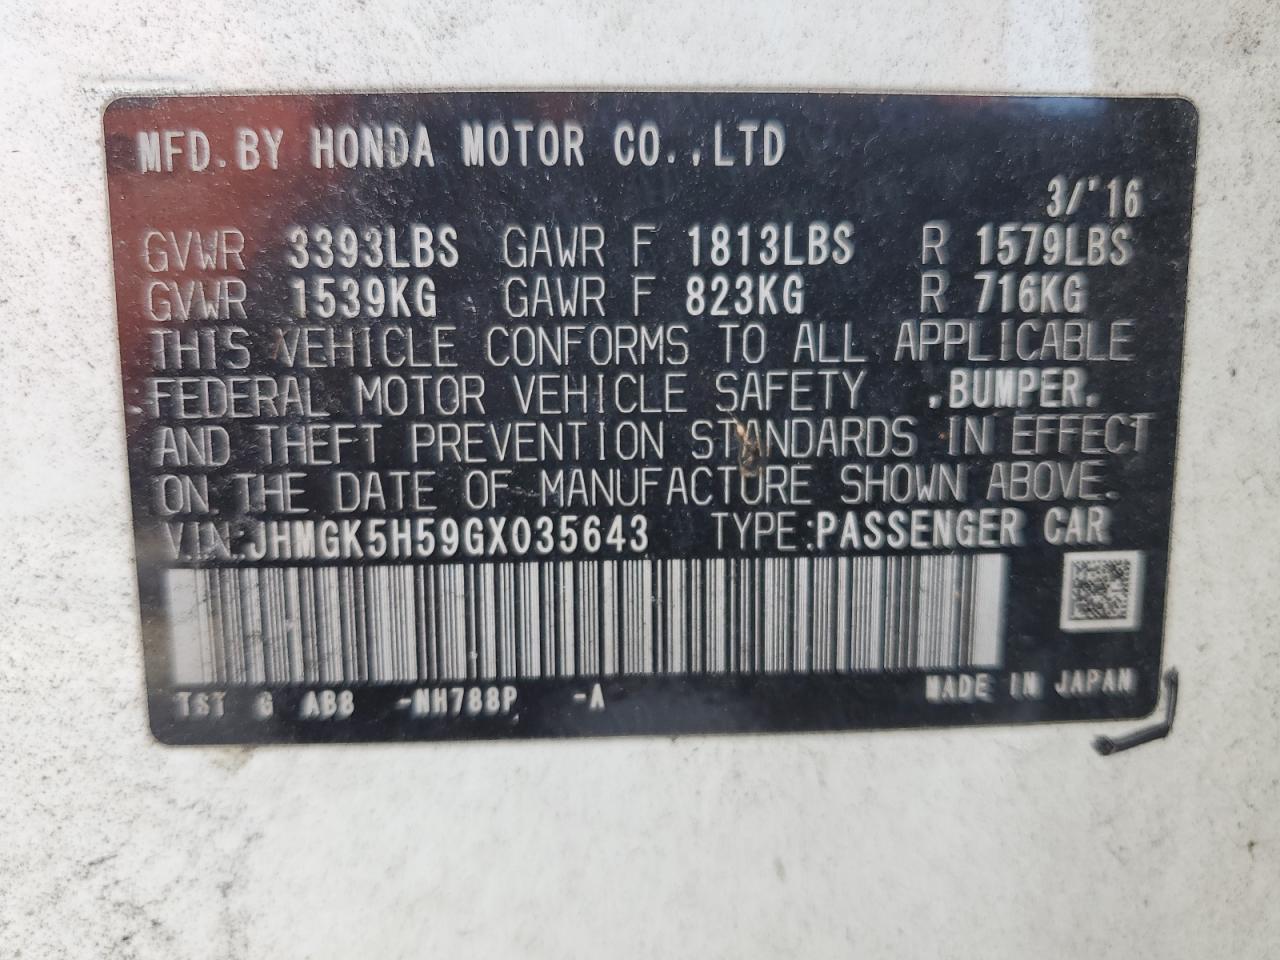 MFD.BY HONDA MOTOR CO.,LTD
3/'16
GVWR 3393LBS GAWR F 1813LBS R 1579LBS
GVWR 1539KG GAWR F 823KG R 716KG
THIS VEHICLE CONFORMS TO ALL APPLICABLE
FEDERAL MOTOR VEHICLE SAFETY ,BUMPER,
AND THEFT PREVENTION STANDARDS IN EFFECT
ON THE DATE OF MANUFACTURE SHOWN ABOVE.
V.I.N:JHMGK5H59GX035643 TYPE:PASSENGER CAR
TST G AB8 -NH788P -A MADE IN JAPAN